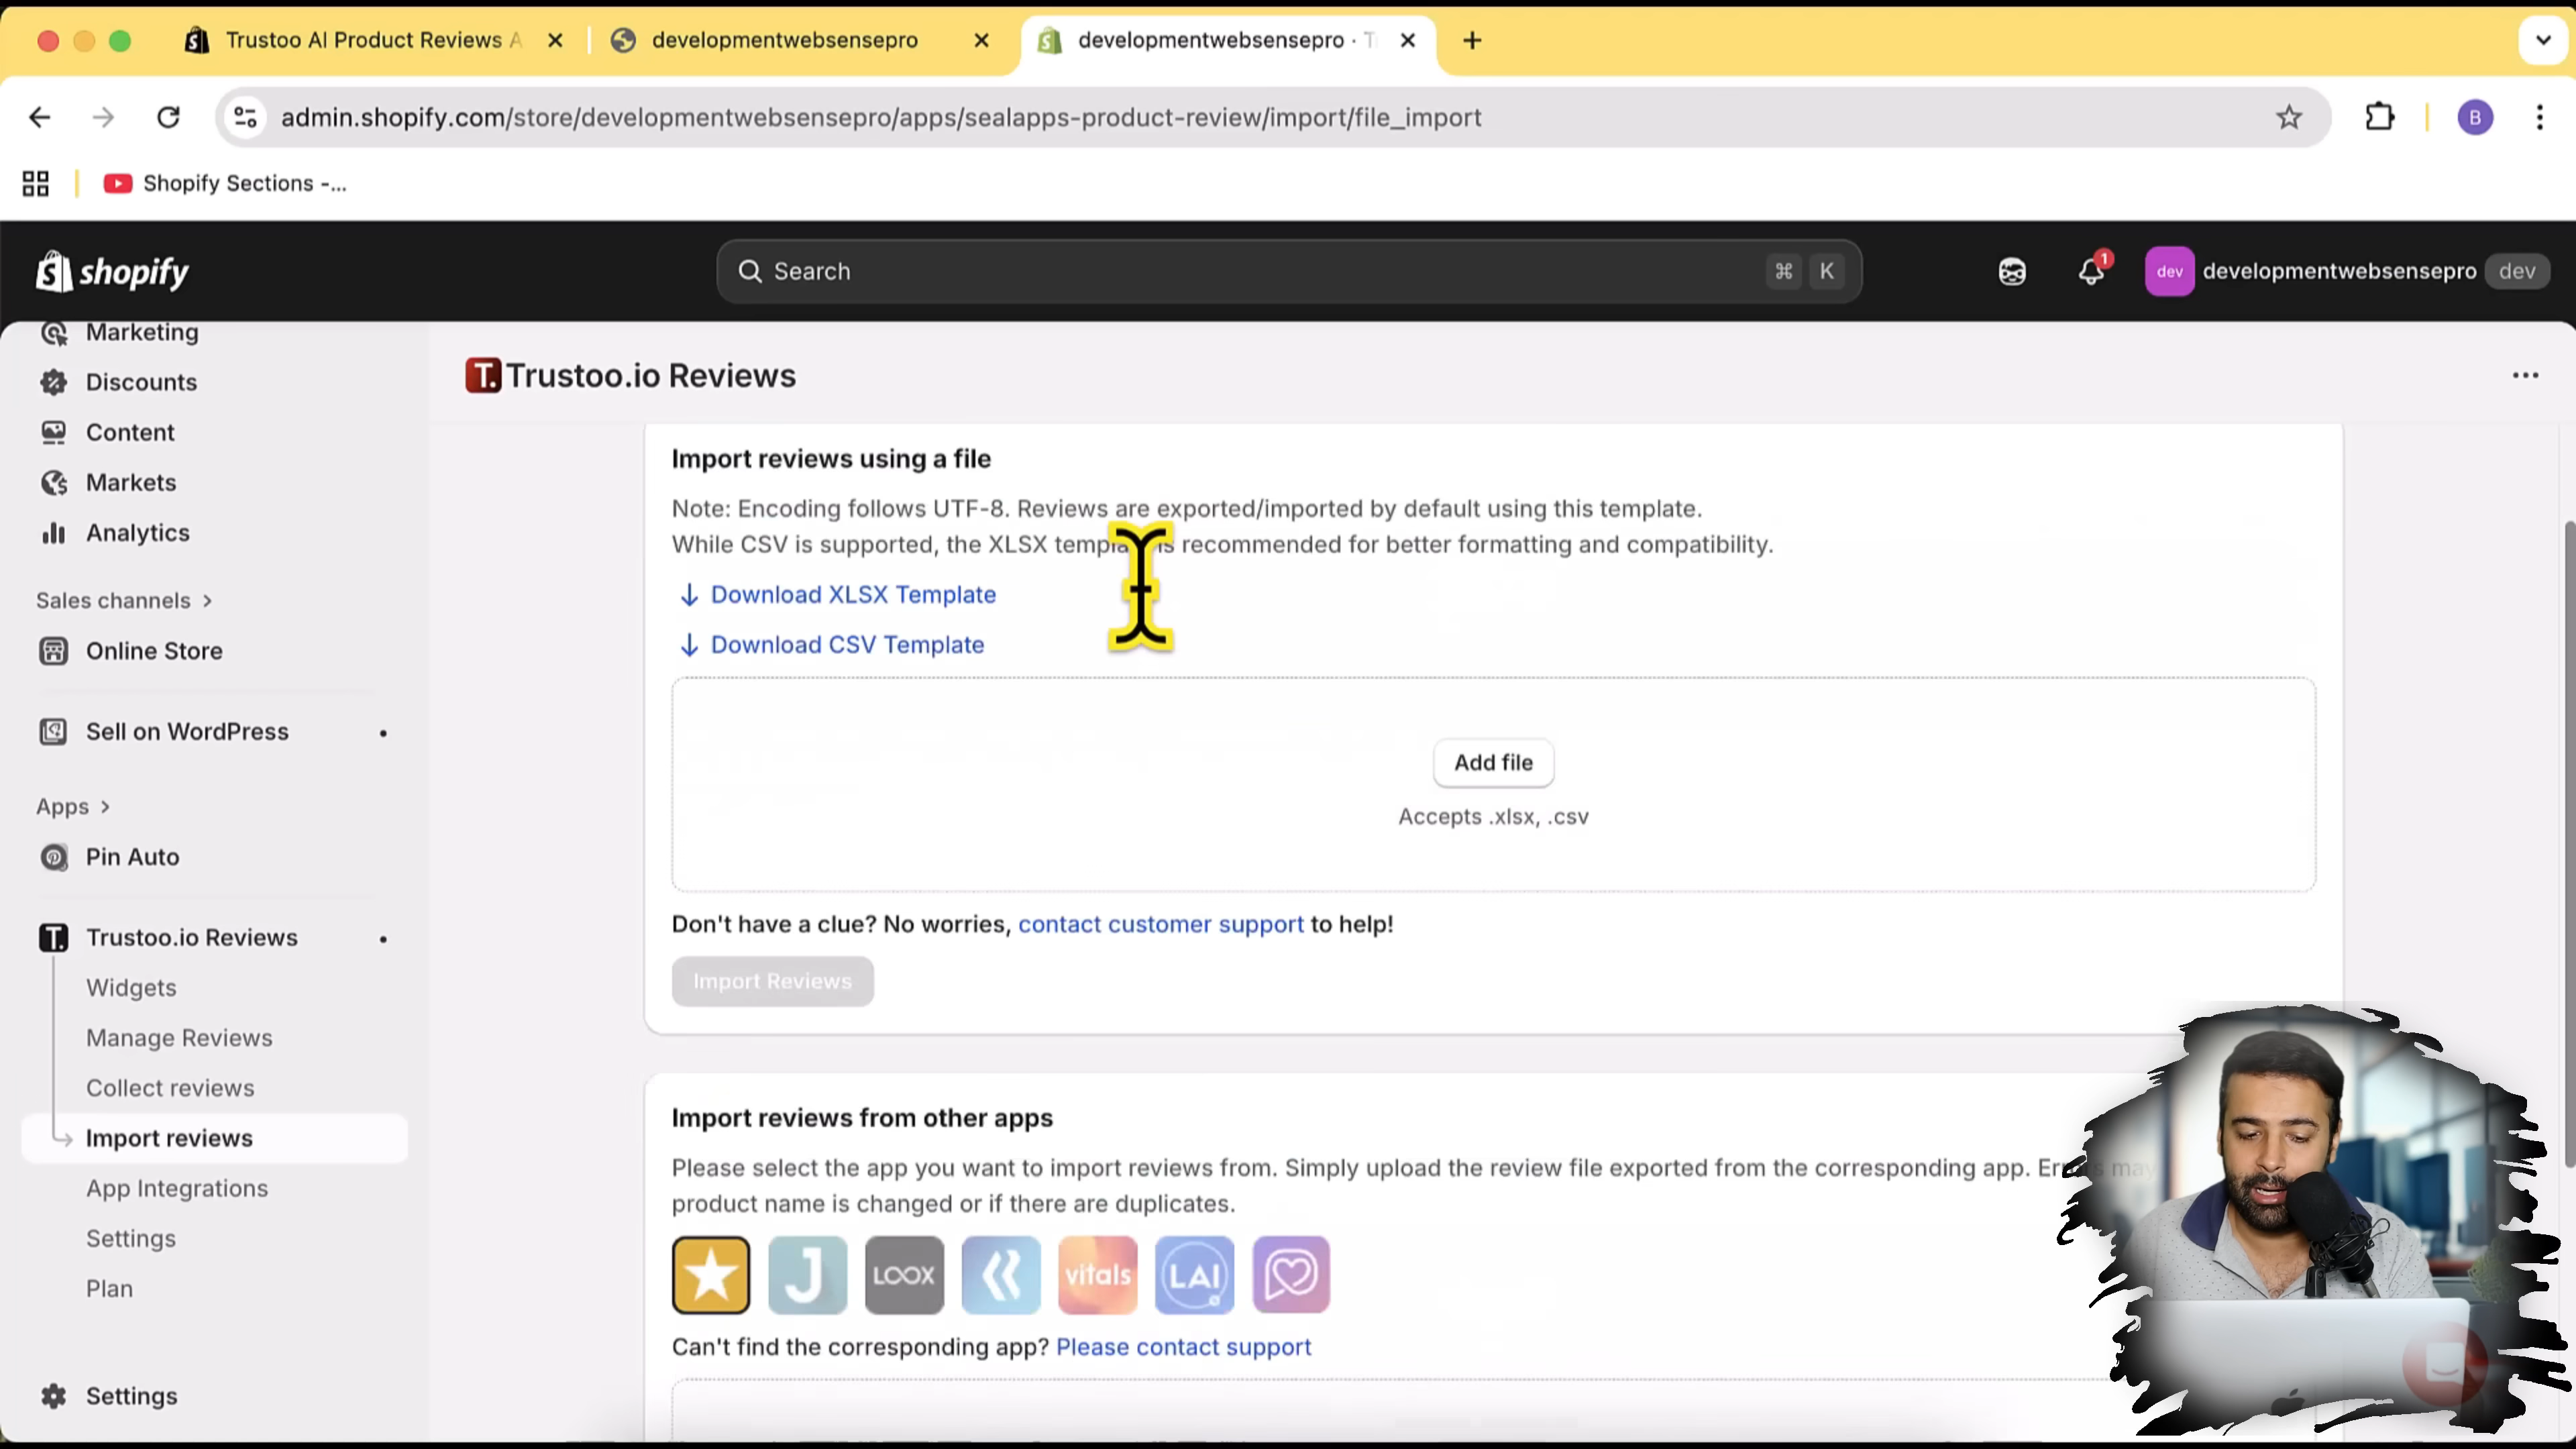 Trustoo AI Product Reviews A
developmentwebsensepro
developmentwebsensepro · T
admin.shopify.com/store/developmentwebsensepro/apps/sealapps-product-review/import/file_import
B
Shopify Sections -...
shopify
Search
⌘ K
1
dev
developmentwebsensepro
dev
Marketing
Discounts
Content
Markets
Analytics
Sales channels
Online Store
Sell on WordPress
Apps
Pin Auto
Trustoo.io Reviews
Widgets
Manage Reviews
Collect reviews
Import reviews
App Integrations
Settings
Plan
Settings
T. Trustoo.io Reviews
Import reviews using a file
Note: Encoding follows UTF-8. Reviews are exported/imported by default using this template.
While CSV is supported, the XLSX template is recommended for better formatting and compatibility.
Download XLSX Template
Download CSV Template
Add file
Accepts .xlsx, .csv
Don't have a clue? No worries, contact customer support to help!
Import Reviews
Import reviews from other apps
Please select the app you want to import reviews from. Simply upload the review file exported from the corresponding app. Errors may
product name is changed or if there are duplicates.
J
LOOX
vitals
LAI
Can't find the corresponding app? Please contact support